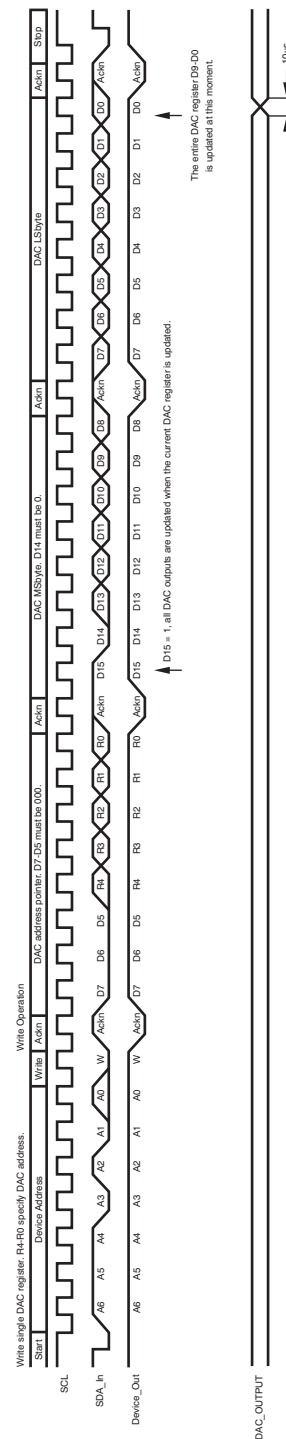 Write single DAC register. R4-R0 specify DAC address. Write Operation
Start Device Address Write Ackn DAC address pointer. D7-D5 must be 000. Ackn DAC MSbyte. D14 must be 0. Ackn DAC LSbyte Ackn Stop
SCL
SDA_In A6 A5 A4 A3 A2 A1 A0 W Ackn D7 D6 D5 R4 R3 R2 R1 R0 Ackn D15 D14 D13 D12 D11 D10 D9 D8 Ackn D7 D6 D5 D4 D3 D2 D1 D0 Ackn
Device_Out A6 A5 A4 A3 A2 A1 A0 W Ackn D7 D6 D5 R4 R3 R2 R1 R0 Ackn D15 D14 D13 D12 D11 D10 D9 D8 Ackn D7 D6 D5 D4 D3 D2 D1 D0 Ackn
D15 = 1, all DAC outputs are updated when the current DAC register is updated.
The entire DAC register D9-D0
is updated at this moment.
DAC_OUTPUT